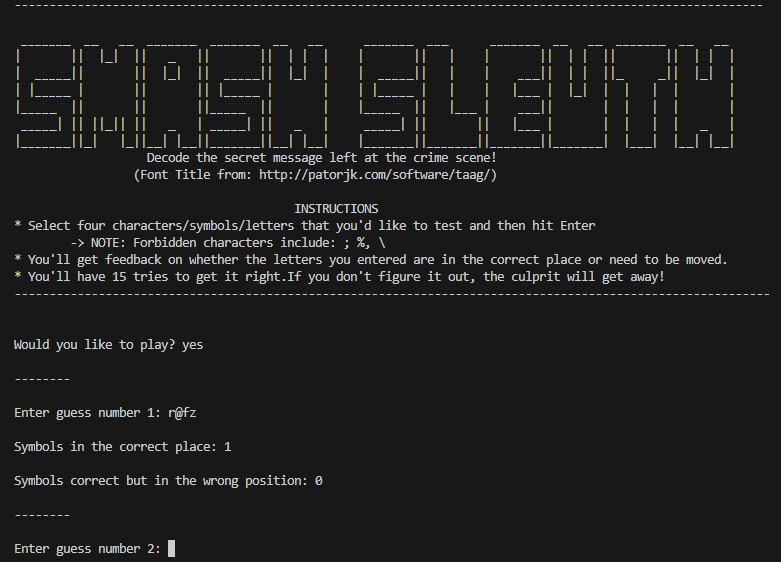 SMASH SLEUTH
Decode the secret message left at the crime scene!
(Font Title from: http://patorjk.com/software/taag/)
INSTRUCTIONS
* Select four characters/symbols/letters that you'd like to test and then hit Enter
-> NOTE: Forbidden characters include: ; %, \
* You'll get feedback on whether the letters you entered are in the correct place or need to be moved.
* You'll have 15 tries to get it right.If you don't figure it out, the culprit will get away!
Would you like to play? yes
--------
Enter guess number 1: r@fz
Symbols in the correct place: 1
Symbols correct but in the wrong position: 0
--------
Enter guess number 2: